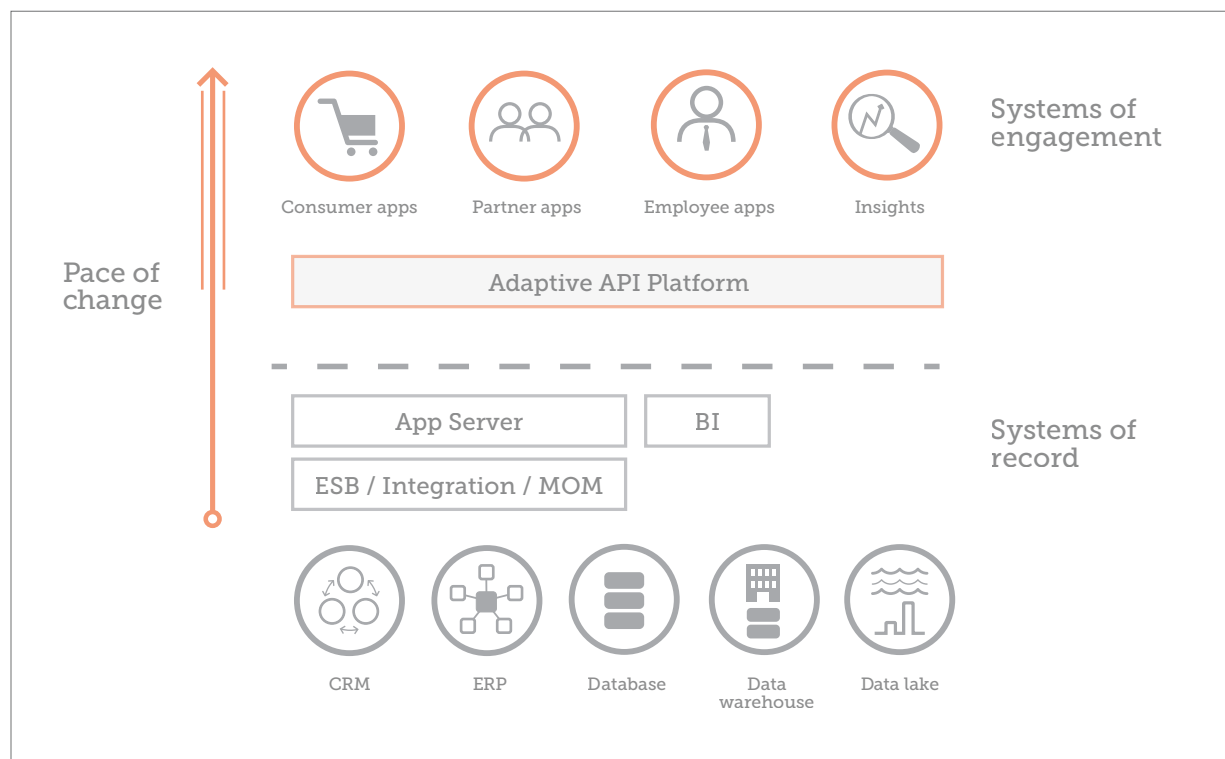 Systems of
engagement
Consumer apps
Partner apps
Employee apps
Insights
Pace of
change
Adaptive API Platform
App Server
BI
Systems of
record
ESB / Integration / MOM
CRM
ERP
Database
Data
warehouse
Data lake